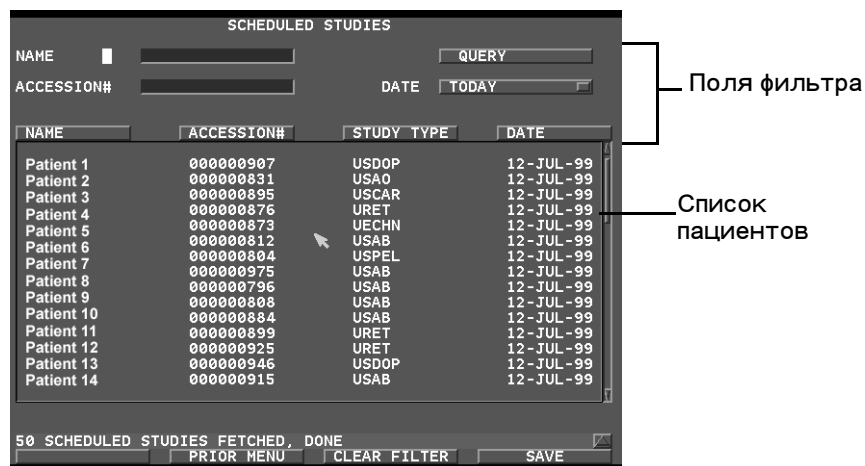 SCHEDULED STUDIES
NAME QUERY
ACCESSION# DATE TODAY
Поля фильтра
NAME ACCESSION# STUDY TYPE DATE
Patient 1 000000907 USDOP 12-JUL-99
Patient 2 000000831 USAO 12-JUL-99
Patient 3 000000895 USCAR 12-JUL-99
Patient 4 000000876 URET 12-JUL-99
Patient 5 000000873 UECHN 12-JUL-99
Patient 6 000000812 USAB 12-JUL-99
Patient 7 000000804 USPEL 12-JUL-99
000000975 USAB 12-JUL-99
Patient 8 000000796 USAB 12-JUL-99
Patient 9 000000808 USAB 12-JUL-99
Patient 10 000000884 USAB 12-JUL-99
Patient 11 000000899 URET 12-JUL-99
Patient 12 000000925 URET 12-JUL-99
Patient 13 000000946 USDOP 12-JUL-99
Patient 14 000000915 USAB 12-JUL-99
Список
пациентов
50 SCHEDULED STUDIES FETCHED, DONE
PRIOR MENU CLEAR FILTER SAVE